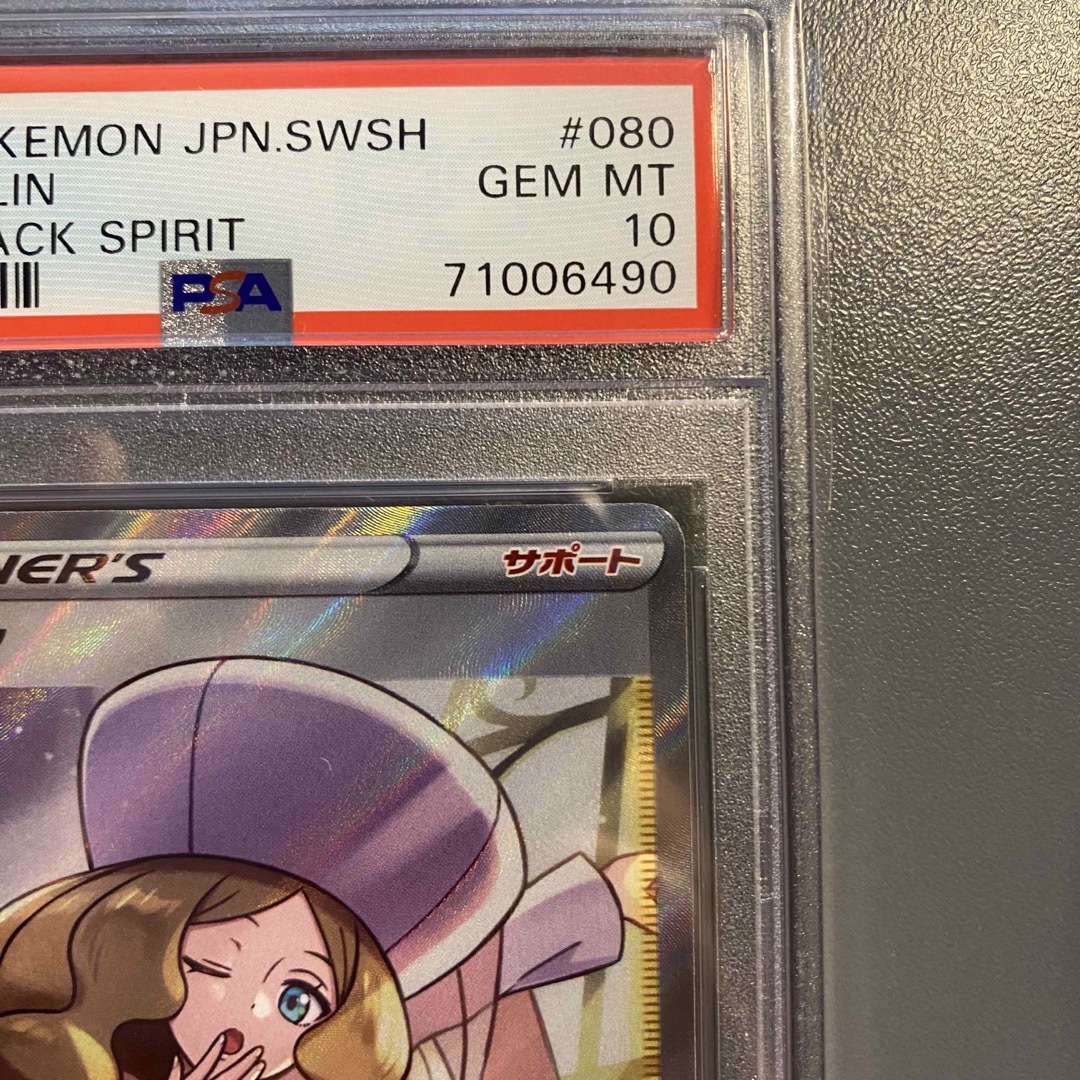 KEMON JPN.SWSH #080
LIN GEM MT
ACK SPIRIT 10
PSA 71006490
NER'S サポート